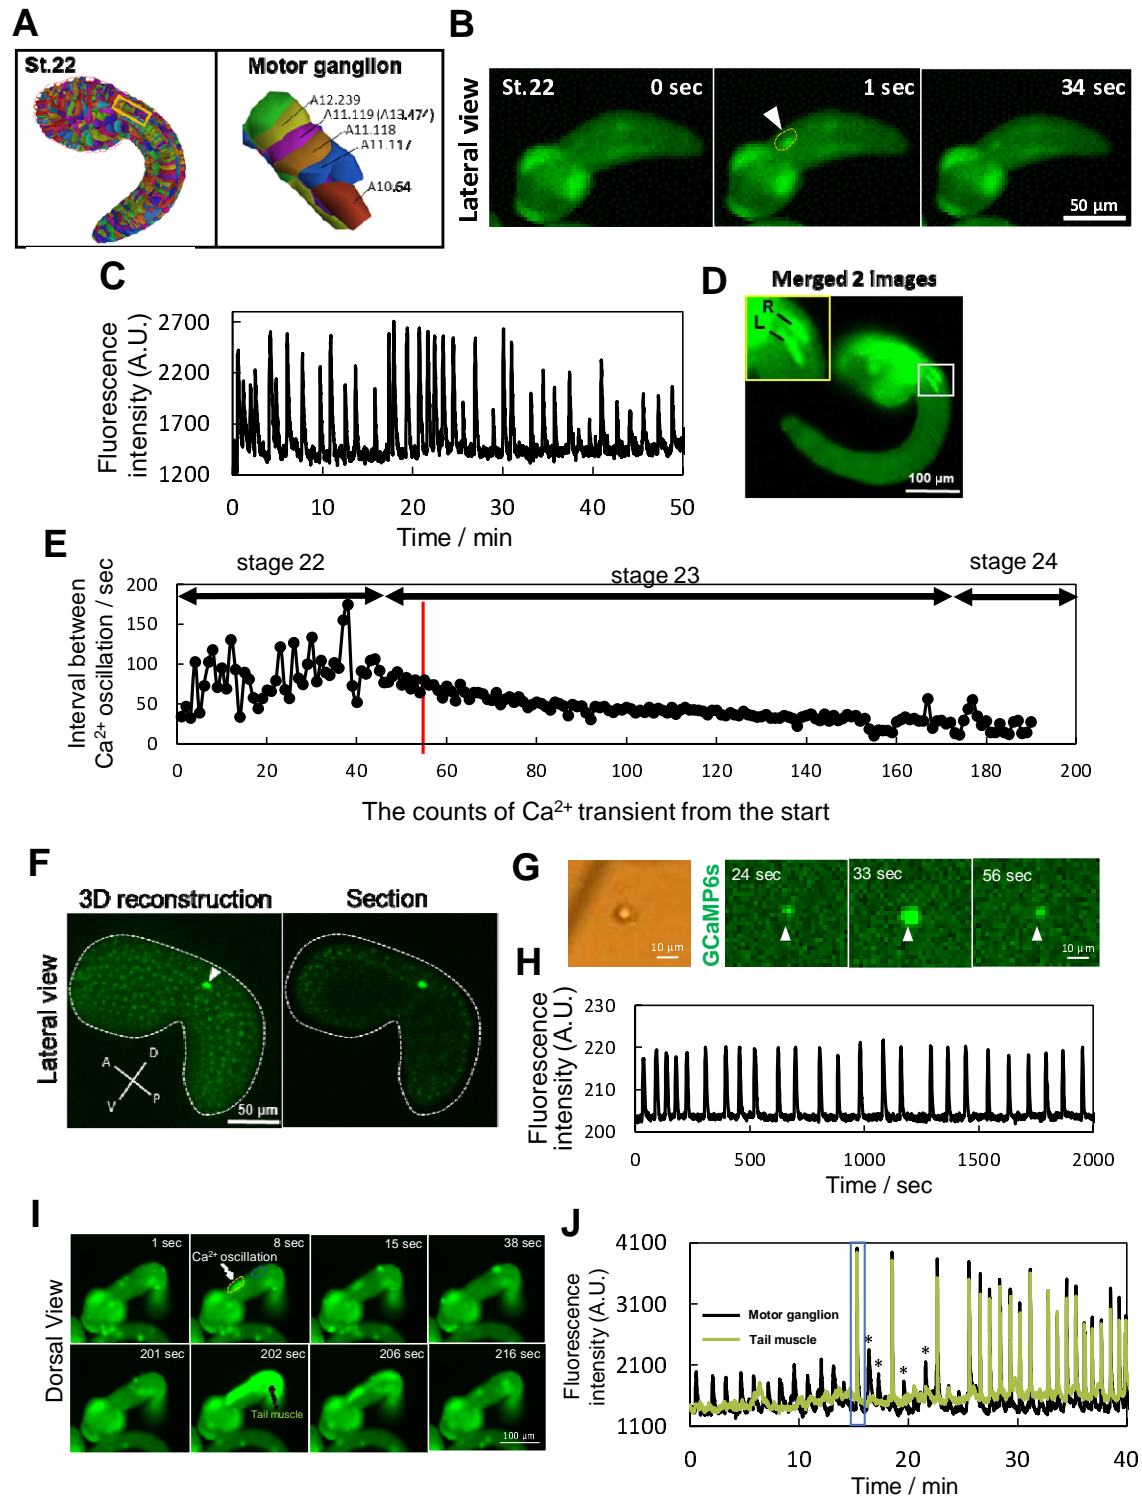 A
St.22
Motor ganglion
A12.239
A11.118
A10.64
B
Lateral view
St.22
0 sec
1 sec
34 sec
50 µm
C
Fluorescence
intensity (A.U.)
2700
2200
1700
1200
0
10
20
30
40
50
Time / min
D
Merged 2 images
R
L
100 µm
E
stage 22
stage 23
stage 24
Interval between
Ca2+ oscillation / sec
200
150
100
50
0
0
20
40
60
80
100
120
140
160
180
200
The counts of Ca2+ transient from the start
F
3D reconstruction
Section
Lateral view
A
D
V
P
50 µm
G
10 µm
GCaMP6s
24 sec
33 sec
56 sec
10 µm
H
Fluorescence
intensity (A.U.)
230
220
210
200
0
500
1000
1500
2000
Time / sec
I
Dorsal View
1 sec
8 sec
Ca2+ oscillation
15 sec
38 sec
201 sec
202 sec
Tail muscle
206 sec
216 sec
100 µm
J
Fluorescence
intensity (A.U.)
4100
3100
2100
1100
Motor ganglion
Tail muscle
*
*
*
*
0
10
20
30
40
Time / min